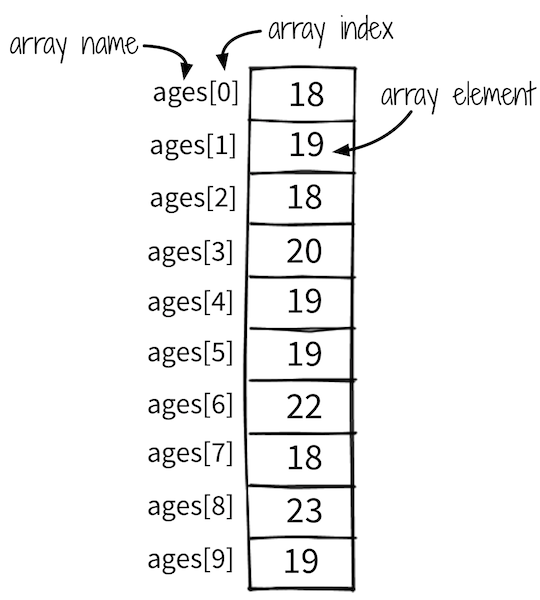 array name
array index
ages[0] 18
array element
ages[1] 19
ages[2] 18
ages[3] 20
ages[4] 19
ages[5] 19
ages[6] 22
ages[7] 18
ages[8] 23
ages[9] 19